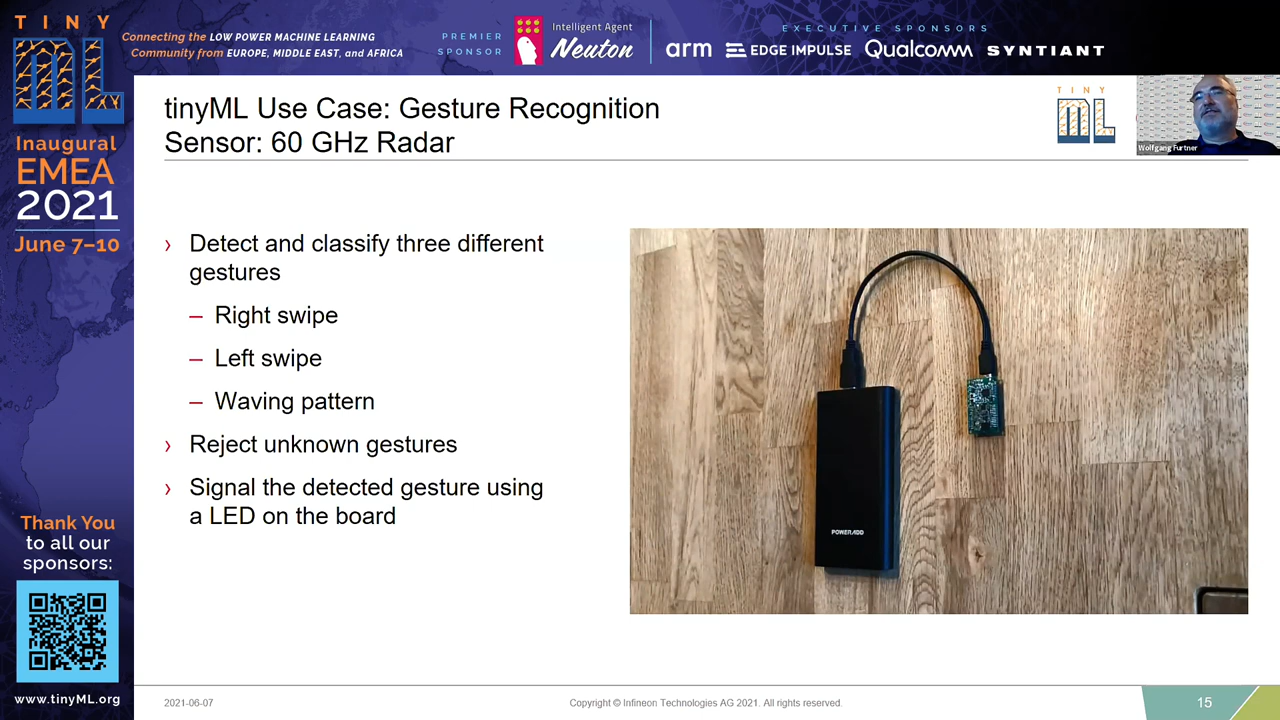 TINY
ML
Connecting the LOW POWER MACHINE LEARNING
Community from EUROPE, MIDDLE EAST, and AFRICA
PREMIER
SPONSOR
Intelligent Agent
Neuton
EXECUTIVE SPONSORS
arm
EDGE IMPULSE
Qualcomm
SYNTIANT
Inaugural
EMEA
2021
June 7–10
Thank You
to all our
sponsors:
www.tinyML.org
tinyML Use Case: Gesture Recognition
Sensor: 60 GHz Radar
TINY
ML
Wolfgang Furtner
› Detect and classify three different
gestures
– Right swipe
– Left swipe
– Waving pattern
› Reject unknown gestures
› Signal the detected gesture using
a LED on the board
POWERADD
2021-06-07
Copyright © Infineon Technologies AG 2021. All rights reserved.
15